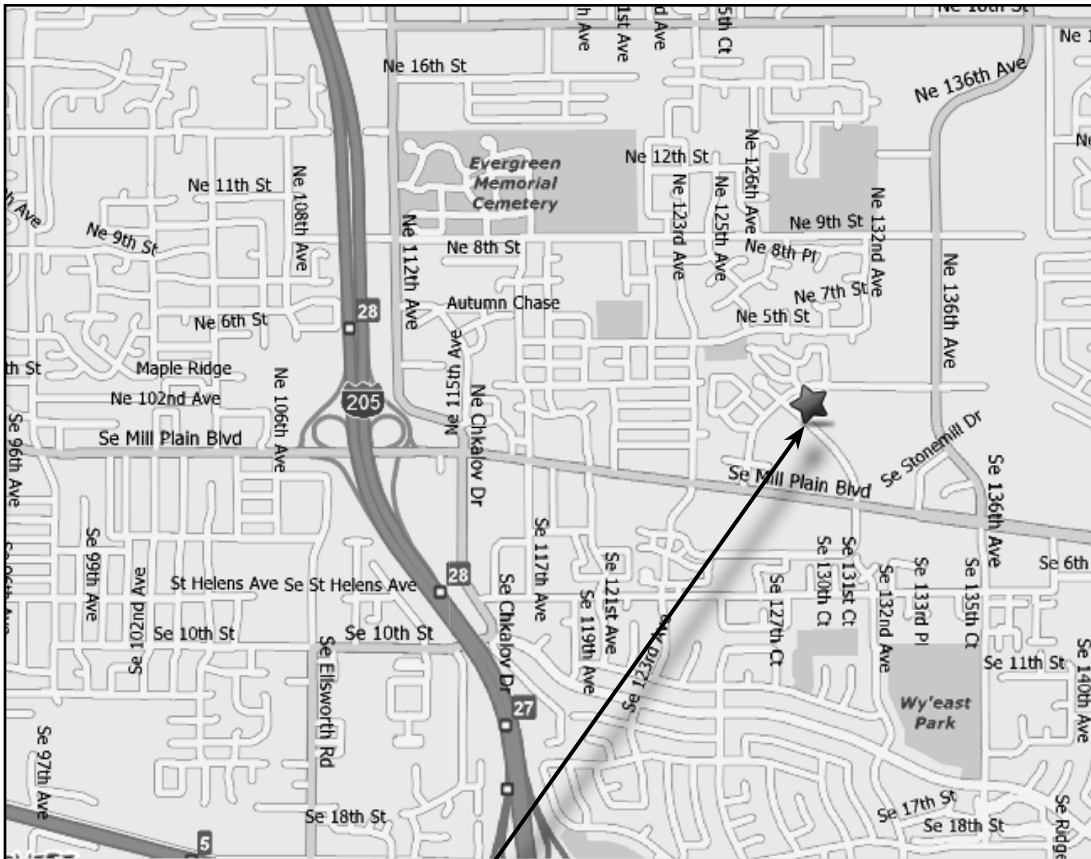 Ne 16th St
Ne 136th Ave
Ne 12th St
Ne 126th Ave
Evergreen
Memorial
Cemetery
Ne 11th St
Ne 108th Ave
Ne 123rd Ave
Ne 125th Ave
Ne 132nd Ave
Ne 9th St
Ne 9th St
Ne 112th Ave
Ne 8th St
Ne 8th Pl
Ne 136th Ave
Ne 7th St
Autumn Chase
28
Ne 6th St
Ne 5th St
Ne 115th Ave
th St
Maple Ridge
Ne 102nd Ave
Ne 106th Ave
205
Ne Chkalov Dr
Se 96th Ave
Se Mill Plain Blvd
Se Stonemill Dr
Se Mill Plain Blvd
Se 136th Ave
Se 99th Ave
Se 102nd Ave
St Helens Ave
Se St Helens Ave
28
Se 117th Ave
Se 121st Ave
Se 119th Ave
Se 127th Ct
Se 130th Ct
Se 131st Ct
Se 132nd Ave
Se 133rd Pl
Se 135th Ct
Se 6th
Se 10th St
Se 10th St
Se Chkalov Dr
Se Ellsworth Rd
Se 11th St
Se 140th Ave
Wy'east
Park
27
Se 97th Ave
Se 17th St
Se 18th St
Se 18th St
Se Ridge
5